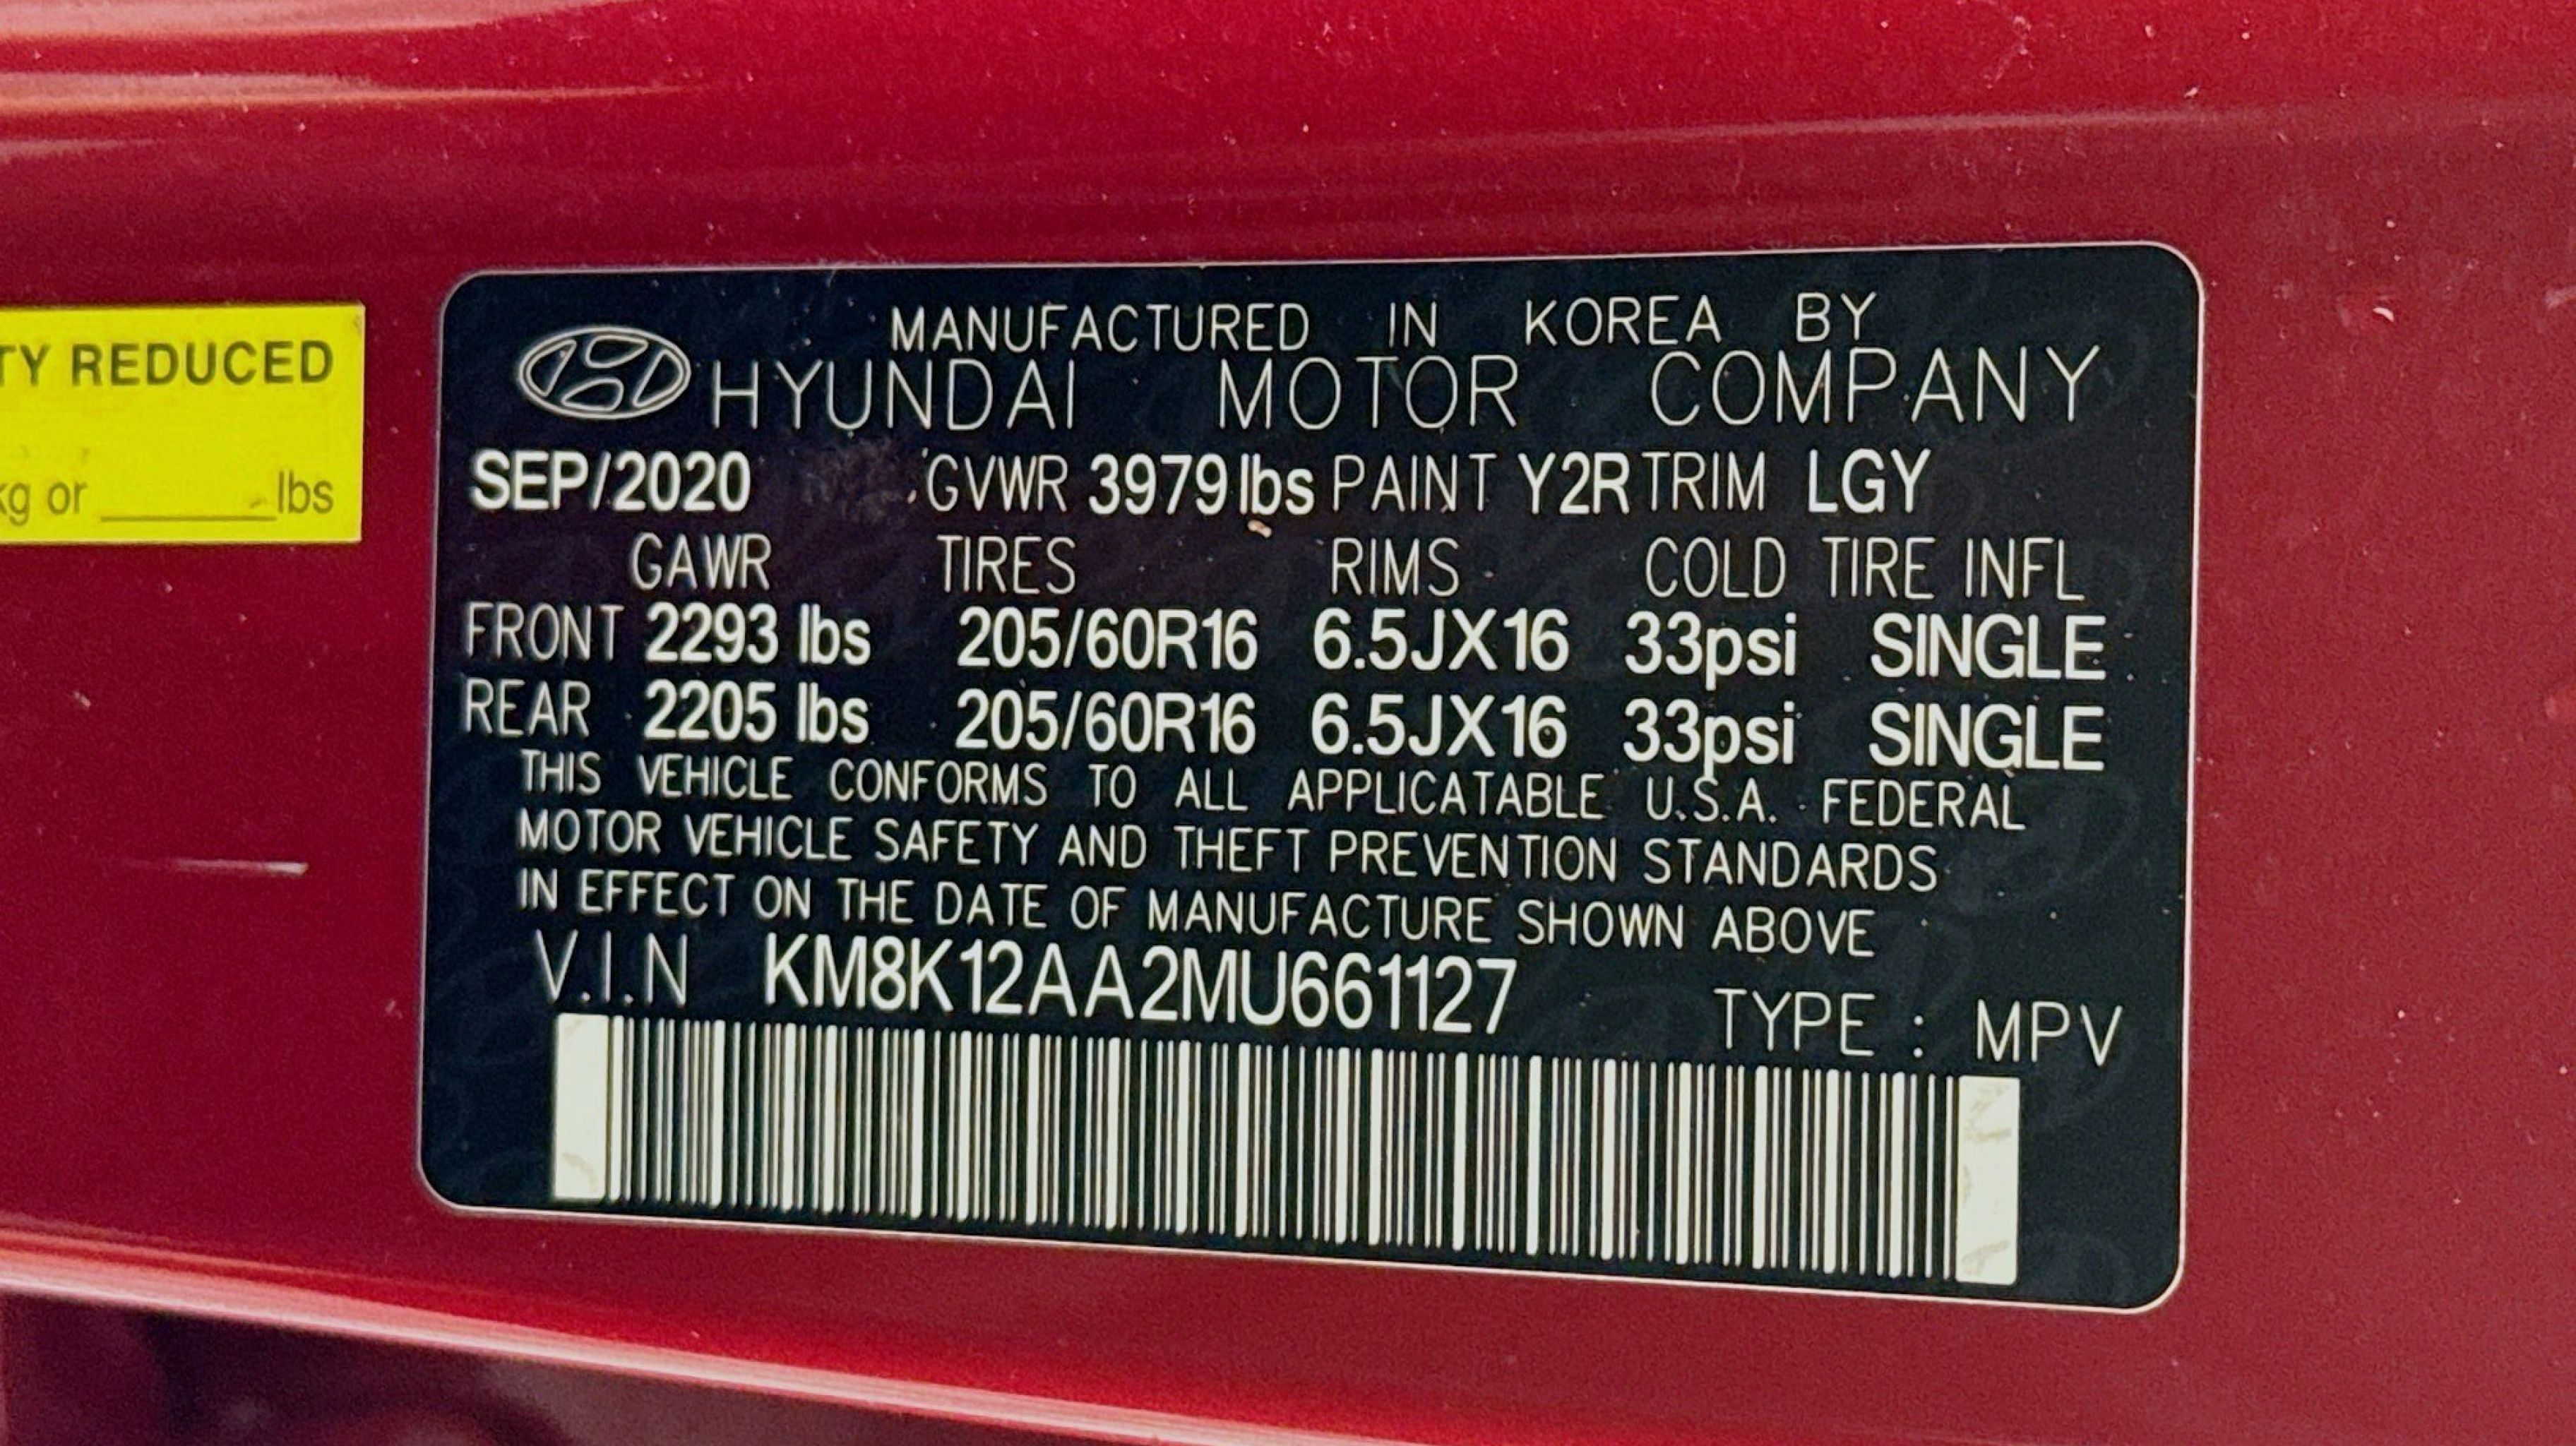 TY REDUCED
kg or ______ lbs
MANUFACTURED IN KOREA BY
HYUNDAI MOTOR COMPANY
SEP/2020 GVWR 3979 lbs PAINT Y2R TRIM LGY
GAWR TIRES RIMS COLD TIRE INFL
FRONT 2293 lbs 205/60R16 6.5JX16 33psi SINGLE
REAR 2205 lbs 205/60R16 6.5JX16 33psi SINGLE
THIS VEHICLE CONFORMS TO ALL APPLICATABLE U.S.A. FEDERAL
MOTOR VEHICLE SAFETY AND THEFT PREVENTION STANDARDS
IN EFFECT ON THE DATE OF MANUFACTURE SHOWN ABOVE
V.I.N KM8K12AA2MU661127
TYPE : MPV